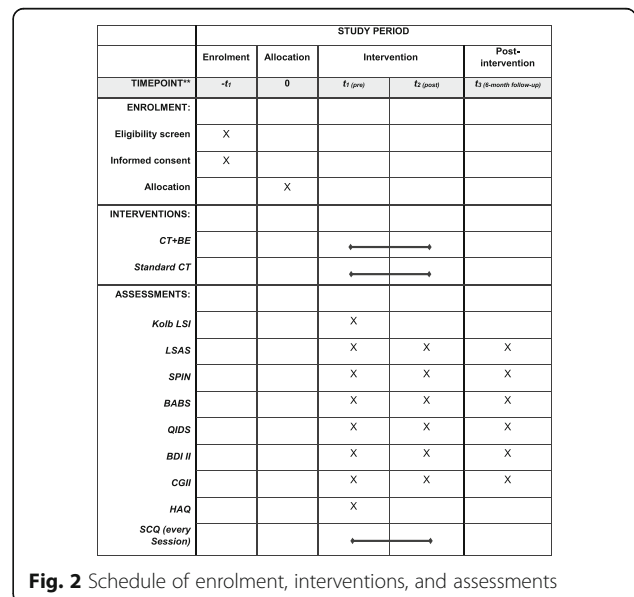 STUDY PERIOD
Enrolment Allocation Intervention Post-intervention
TIMEPOINT** -t1 0 t1 (pre) t2 (post) t3 (6-month follow-up)
ENROLMENT:
Eligibility screen X
Informed consent X
Allocation X
INTERVENTIONS:
CT+BE
Standard CT
ASSESSMENTS:
Kolb LSI X
LSAS X X X
SPIN X X X
BABS X X X
QIDS X X X
BDI II X X X
CGII X X X
HAQ X
SCQ (every
Session)
Fig. 2 Schedule of enrolment, interventions, and assessments